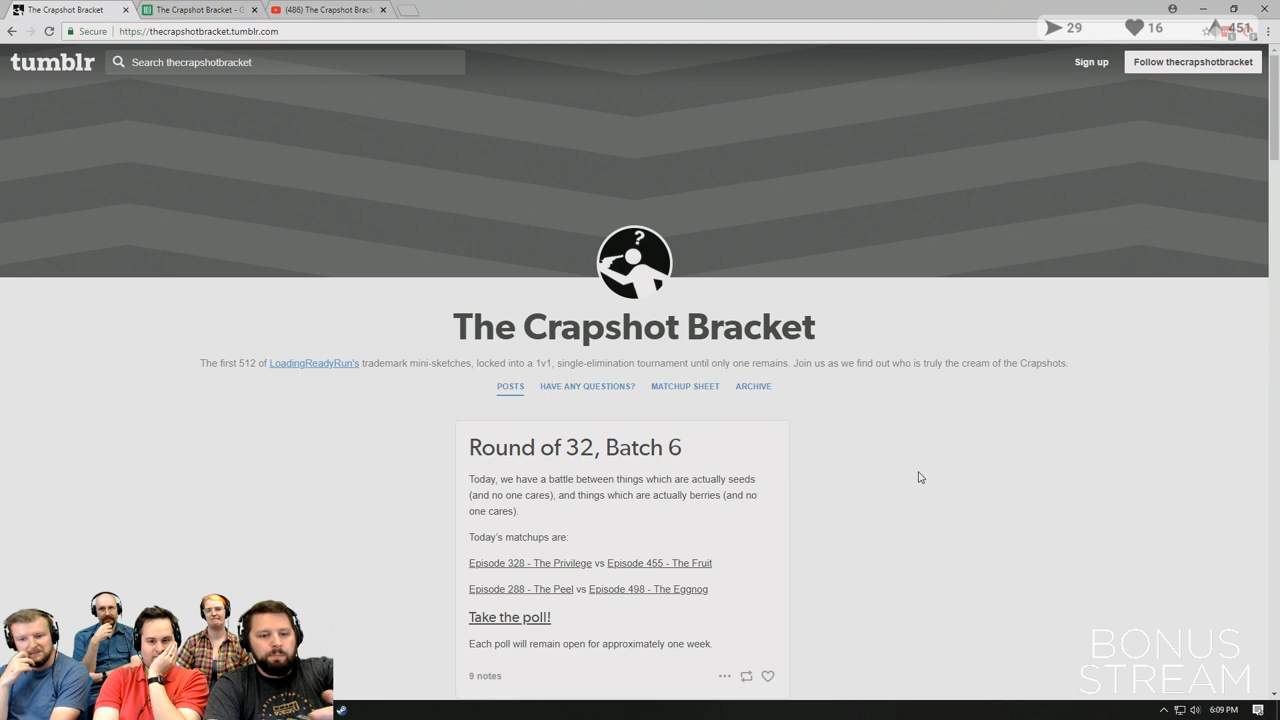 The Crapshot Bracket
The Crapshot Bracket - G
(486) The Crapshot Brack
Secure
https://thecrapshotbracket.tumblr.com
29
16
451
tumblr
Search thecrapshotbracket
Sign up
Follow thecrapshotbracket
?
The Crapshot Bracket
The first 512 of LoadingReadyRun's trademark mini-sketches, locked into a 1v1, single-elimination tournament until only one remains. Join us as we find out who is truly the cream of the Crapshots.
POSTS
HAVE ANY QUESTIONS?
MATCHUP SHEET
ARCHIVE
Round of 32, Batch 6
Today, we have a battle between things which are actually seeds
(and no one cares), and things which are actually berries (and no
one cares).
Today's matchups are:
Episode 328 - The Privilege vs Episode 455 - The Fruit
Episode 288 - The Peel vs Episode 498 - The Eggnog
Take the poll!
Each poll will remain open for approximately one week.
9 notes
BONUS
STREAM
6:09 PM